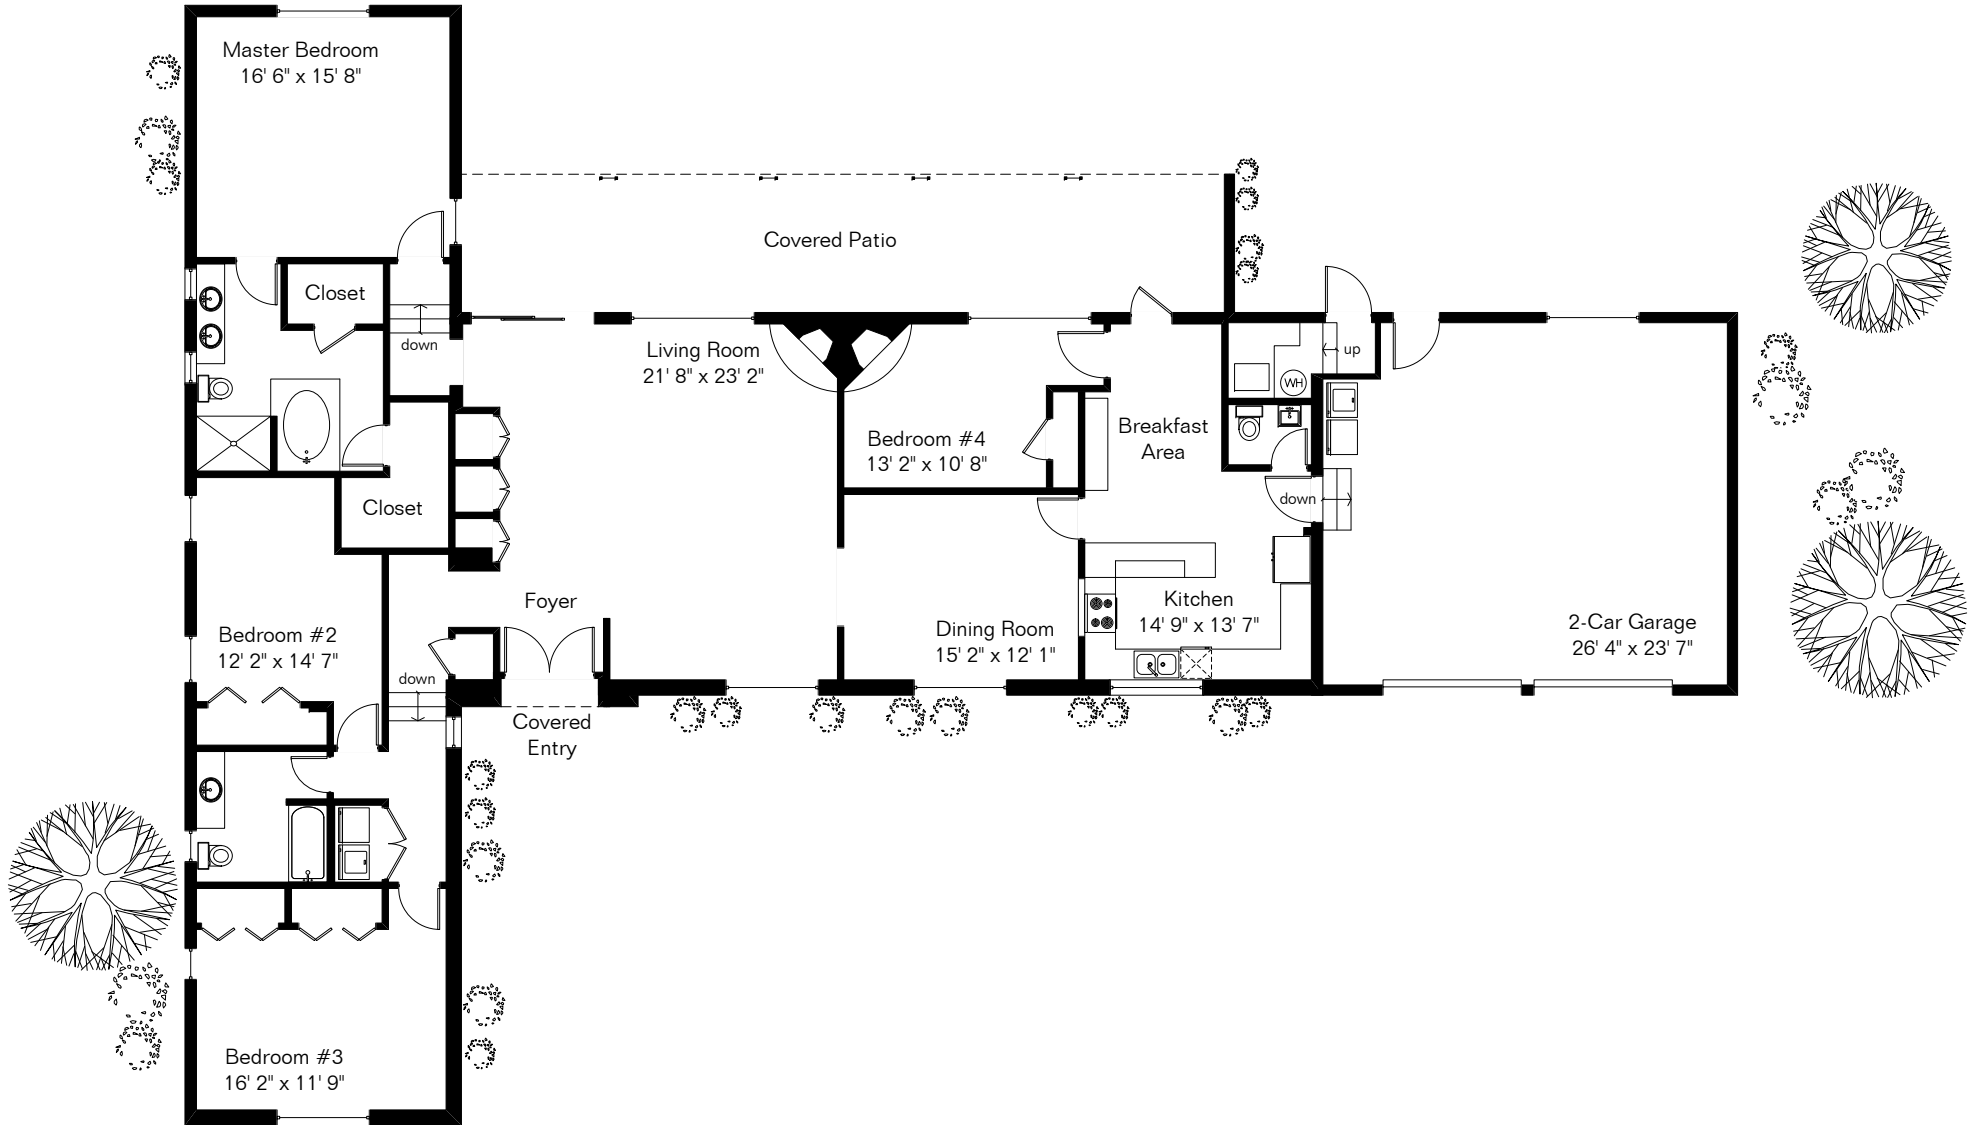 Master Bedroom
16' 6" x 15' 8"
Covered Patio
Closet
down
Living Room
21' 8" x 23' 2"
up
WH
Breakfast
Area
Bedroom #4
13' 2" x 10' 8"
Closet
down
Foyer
Bedroom #2
12' 2" x 14' 7"
Dining Room
15' 2" x 12' 1"
Kitchen
14' 9" x 13' 7"
2-Car Garage
26' 4" x 23' 7"
down
Covered
Entry
Bedroom #3
16' 2" x 11' 9"